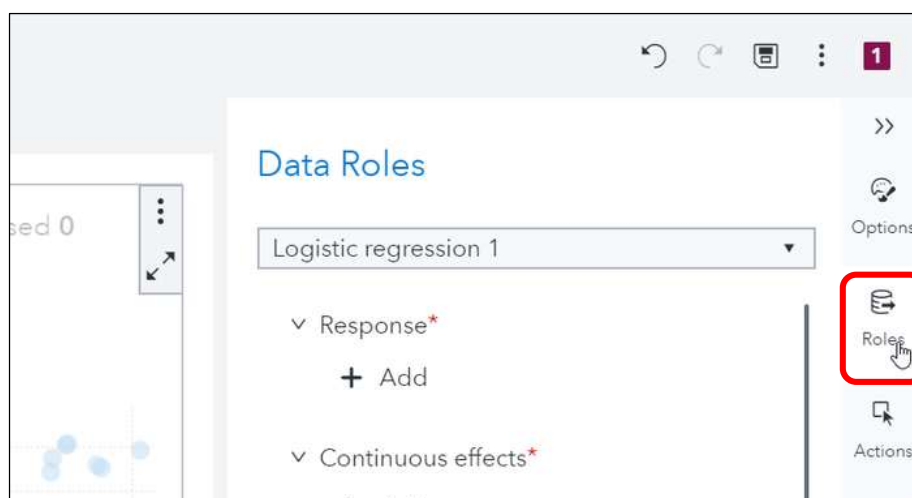 1
Data Roles
sed 0
Options
Logistic regression 1
Response*
Roles
+ Add
Actions
Continuous effects*